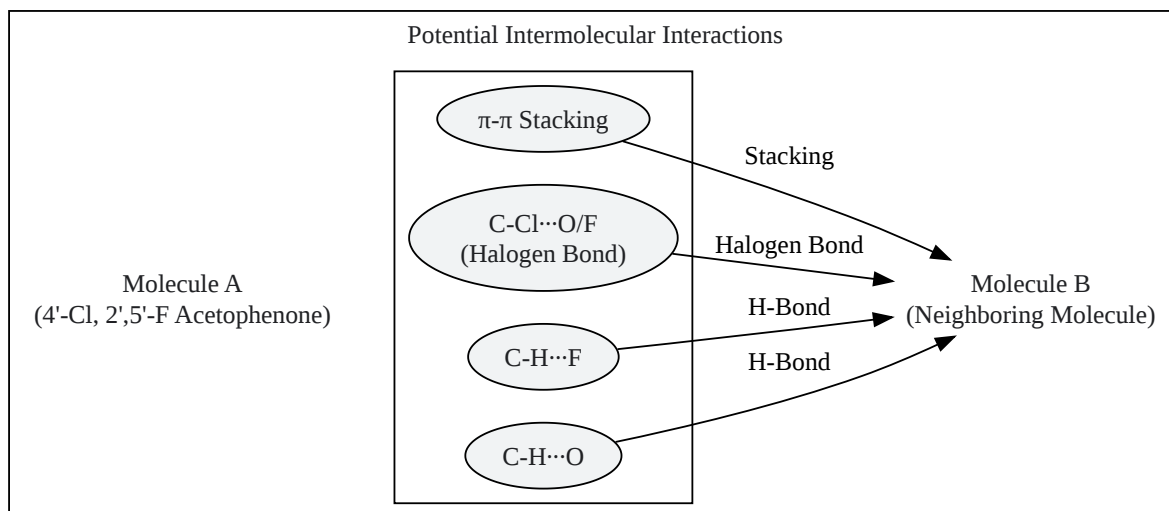 Potential Intermolecular Interactions
π-π Stacking
Stacking
C-Cl···O/F
(Halogen Bond)
Halogen Bond
Molecule A
(4'-Cl, 2',5'-F Acetophenone)
Molecule B
(Neighboring Molecule)
H-Bond
C-H···F
H-Bond
C-H···O